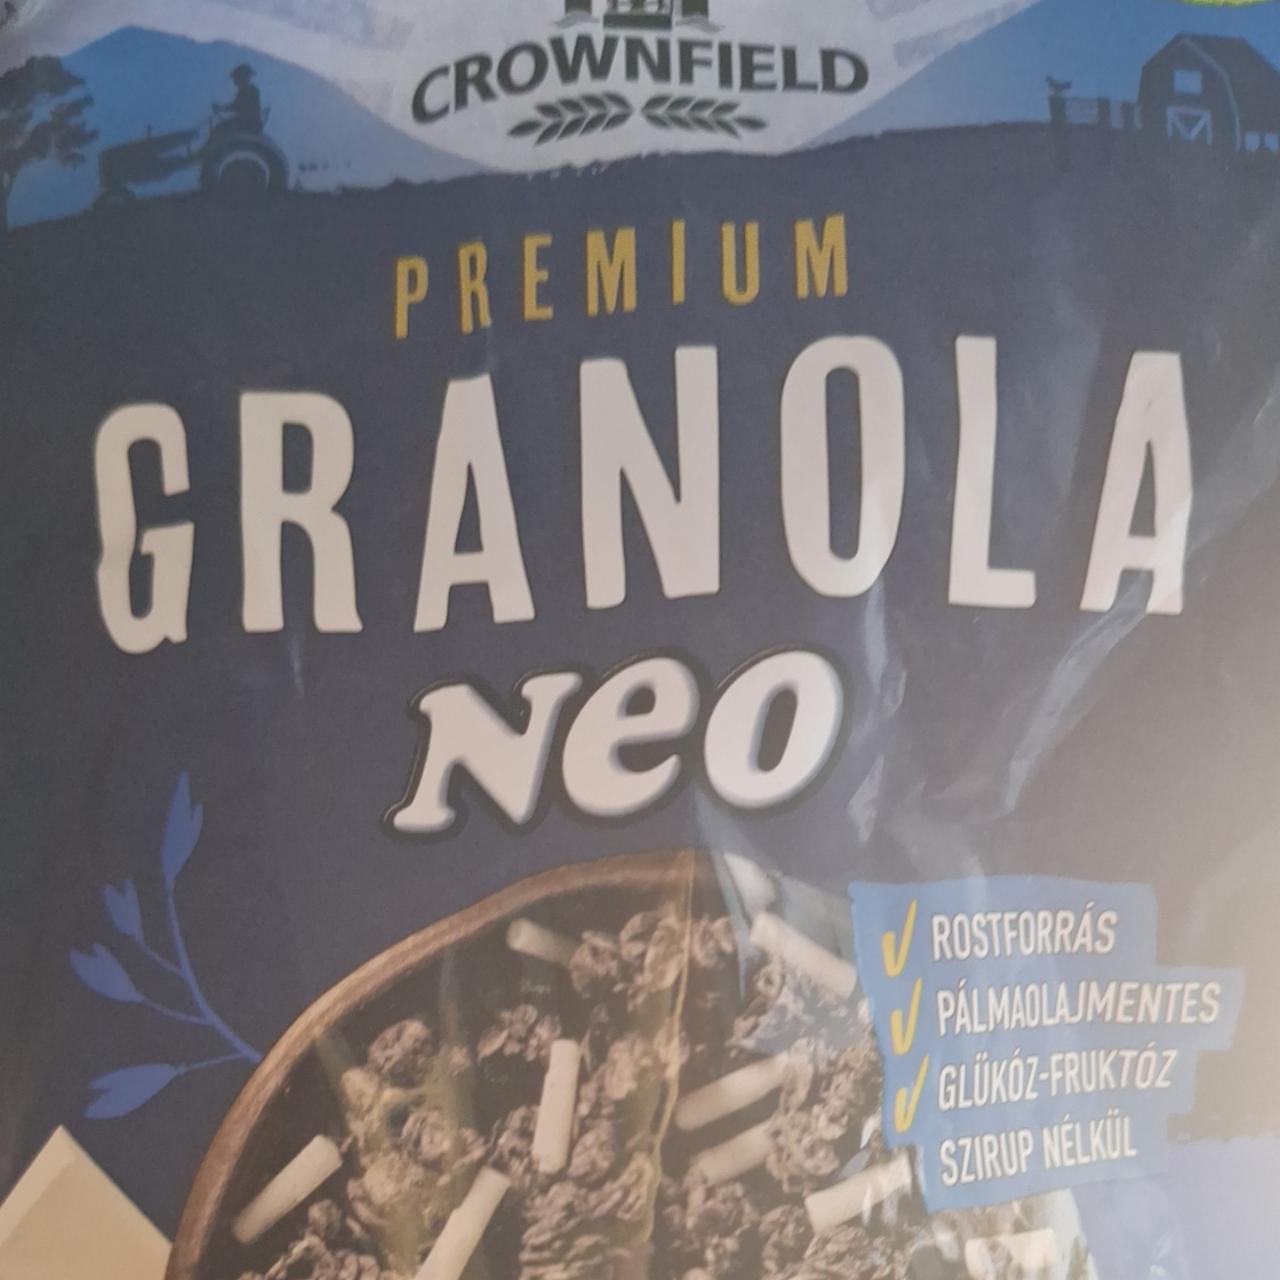 CROWNFIELD
PREMIUM
GRANOLA
NEO
ROSTFORRÁS
PÁLMAOLAJMENTES
GLÜKÓZ-FRUKTÓZ
SZIRUP NÉLKÜL